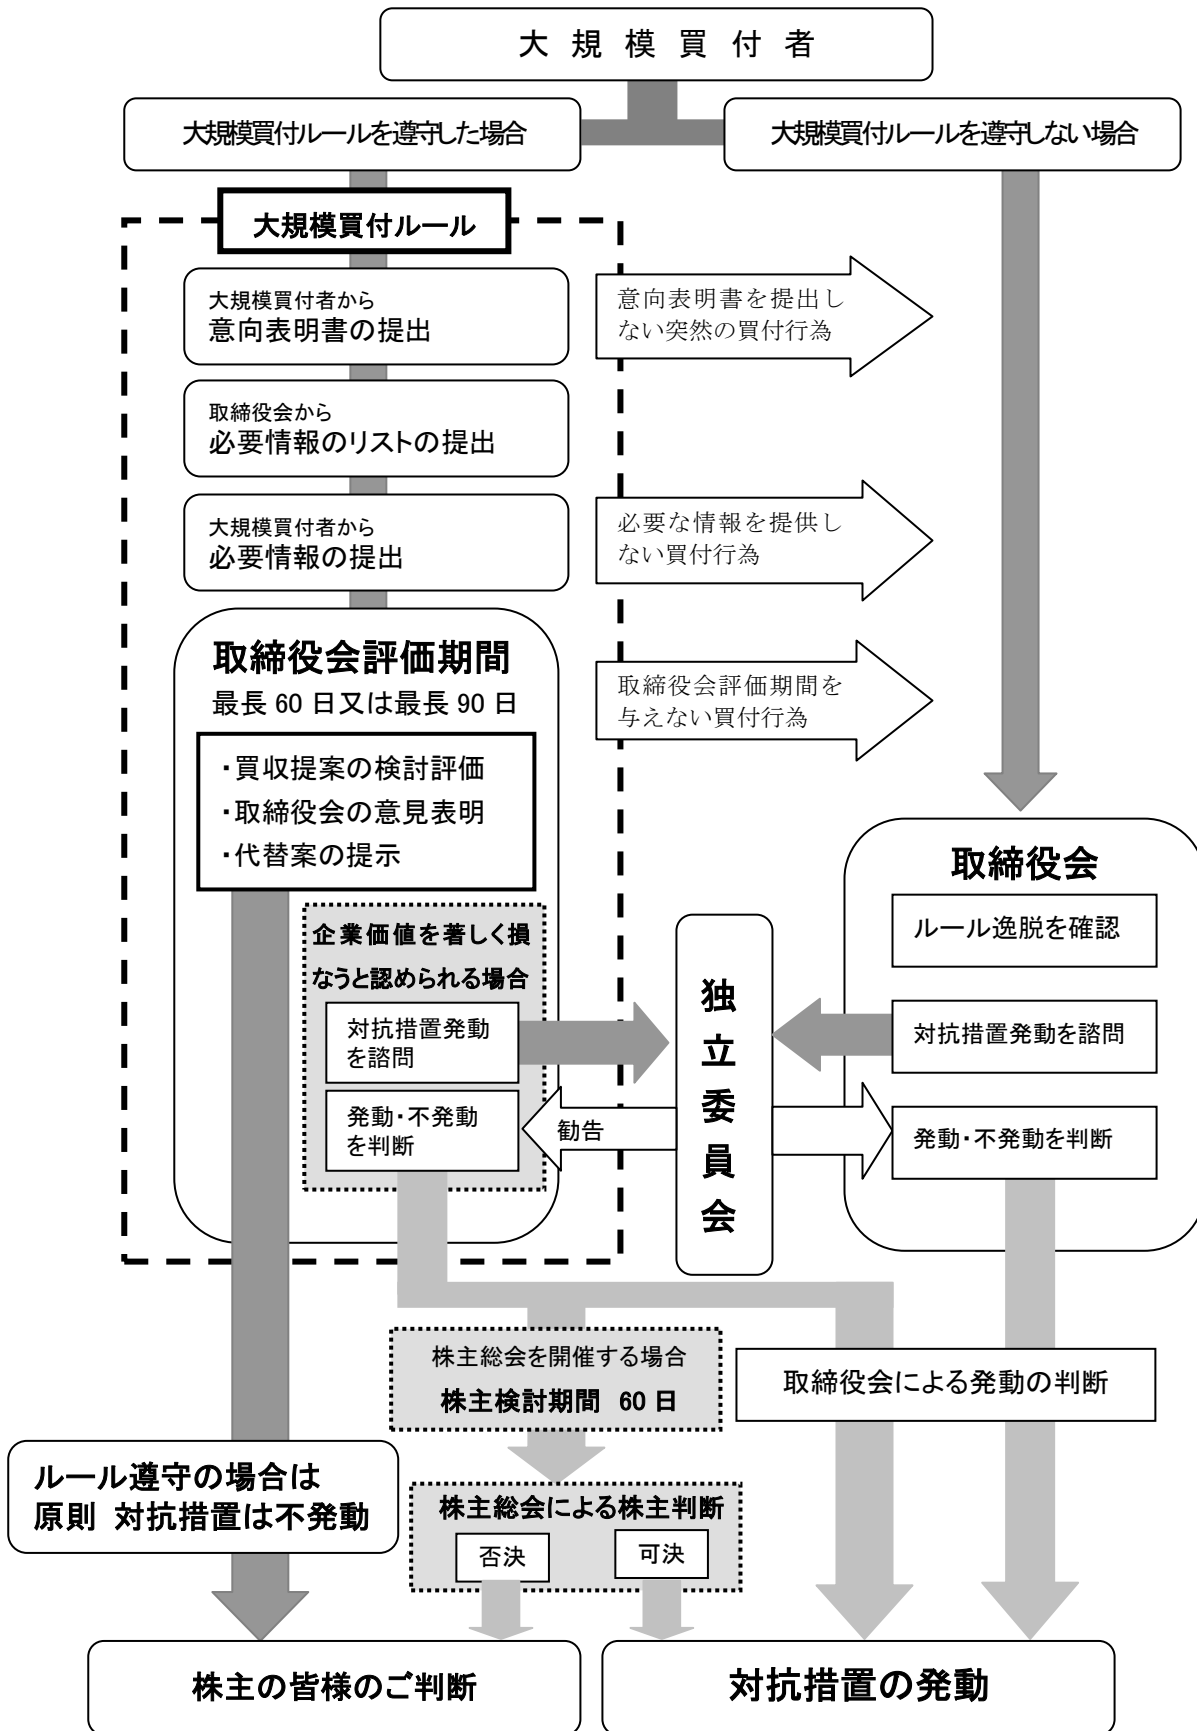 大規模買付者
大規模買付ルールを遵守した場合
大規模買付ルールを遵守しない場合
大規模買付ルール
大規模買付者から
意向表明書の提出
意向表明書を提出し
ない突然の買付行為
取締役会から
必要情報のリストの提出
大規模買付者から
必要情報の提出
必要な情報を提供し
ない買付行為
取締役会評価期間
最長 60 日又は最長 90 日
・買収提案の検討評価
・取締役会の意見表明
・代替案の提示
取締役会評価期間を
与えない買付行為
企業価値を著しく損
なうと認められる場合
対抗措置発動
を諮問
発動・不発動
を判断
勧告
独立委員会
取締役会
ルール逸脱を確認
対抗措置発動を諮問
発動・不発動を判断
株主総会を開催する場合
株主検討期間 60 日
取締役会による発動の判断
ルール遵守の場合は
原則 対抗措置は不発動
株主総会による株主判断
否決
可決
株主の皆様のご判断
対抗措置の発動